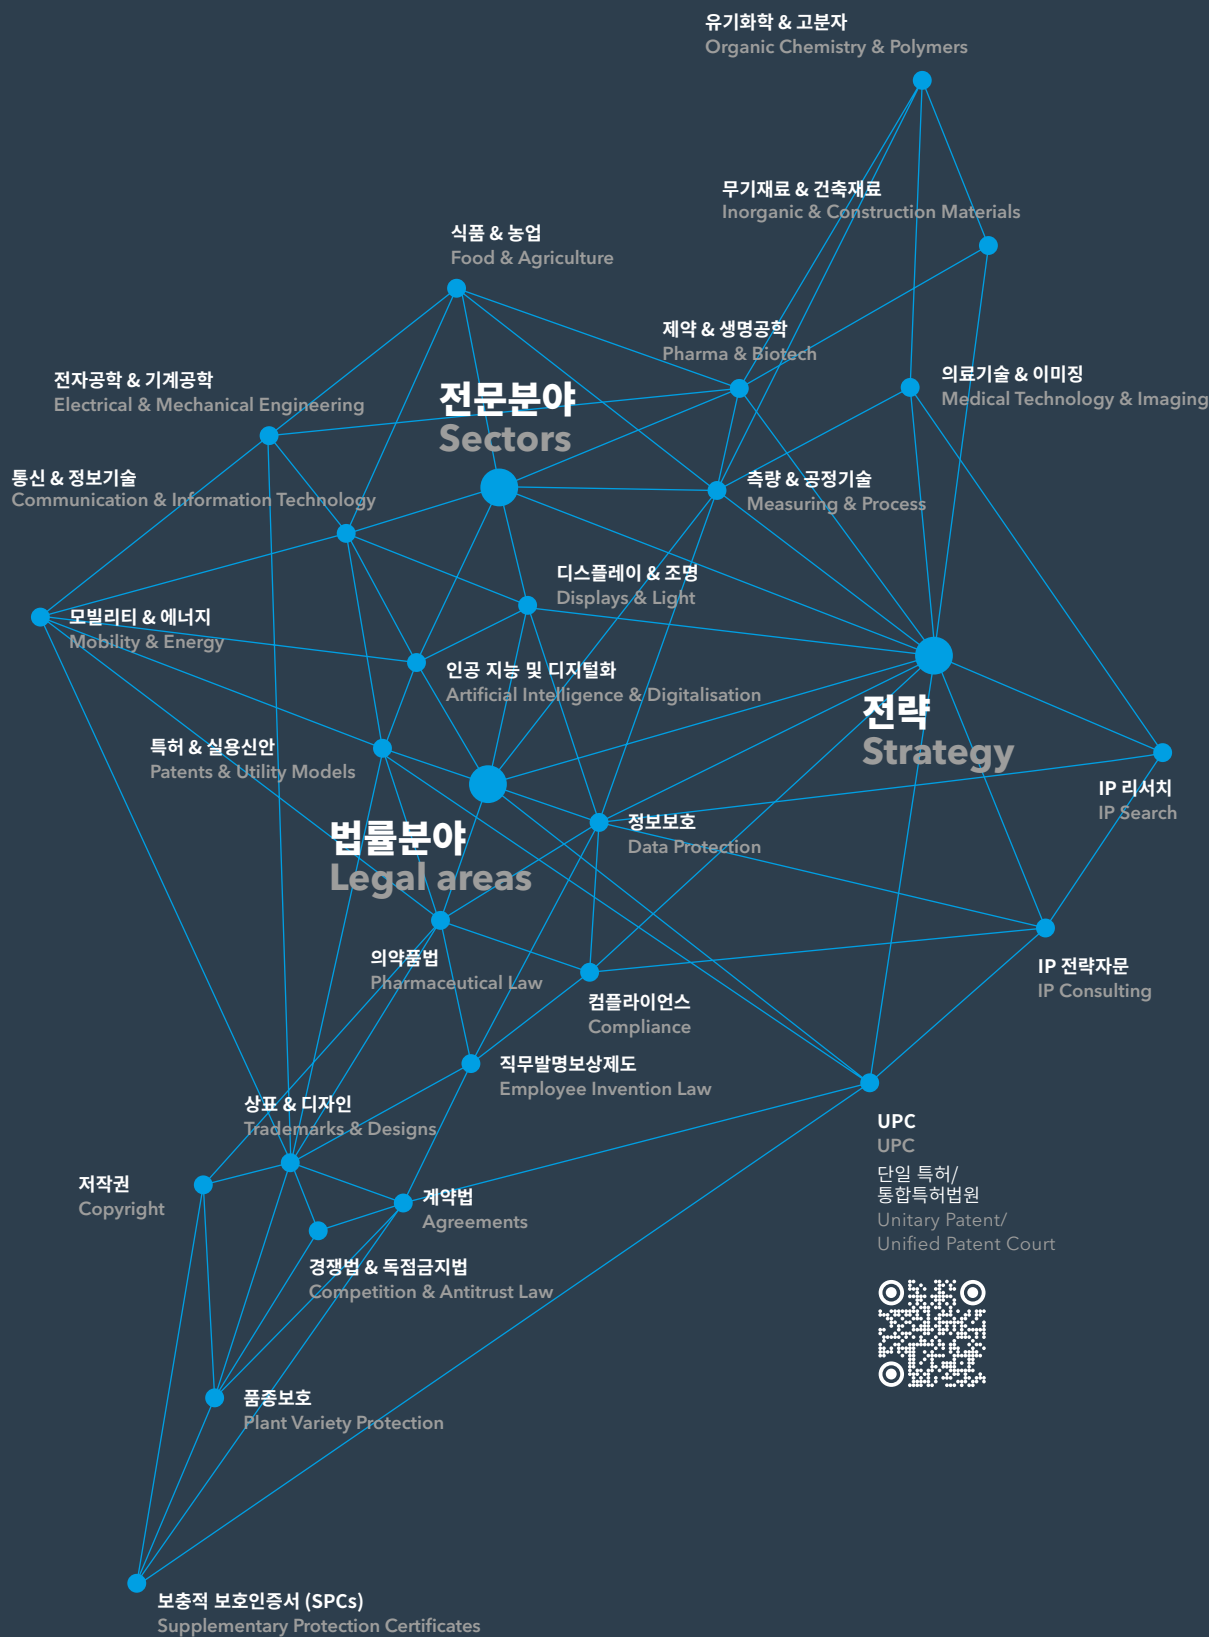 유기화학 & 고분자
Organic Chemistry & Polymers
무기재료 & 건축재료
Inorganic & Construction Materials
식품 & 농업
Food & Agriculture
제약 & 생명공학
Pharma & Biotech
전자공학 & 기계공학
Electrical & Mechanical Engineering
전문분야
Sectors
의료기술 & 이미징
Medical Technology & Imaging
통신 & 정보기술
Communication & Information Technology
측량 & 공정기술
Measuring & Process
디스플레이 & 조명
Displays & Light
모빌리티 & 에너지
Mobility & Energy
인공 지능 및 디지털화
Artificial Intelligence & Digitalisation
전략
Strategy
특허 & 실용신안
Patents & Utility Models
IP 리서치
IP Search
법률분야
Legal areas
정보보호
Data Protection
의약품법
Pharmaceutical Law
IP 전략자문
IP Consulting
컴플라이언스
Compliance
직무발명보상제도
Employee Invention Law
상표 & 디자인
Trademarks & Designs
UPC
UPC
단일 특허/
통합특허법원
Unitary Patent/
Unified Patent Court
저작권
Copyright
계약법
Agreements
경쟁법 & 독점금지법
Competition & Antitrust Law
품종보호
Plant Variety Protection
보충적 보호인증서 (SPCs)
Supplementary Protection Certificates